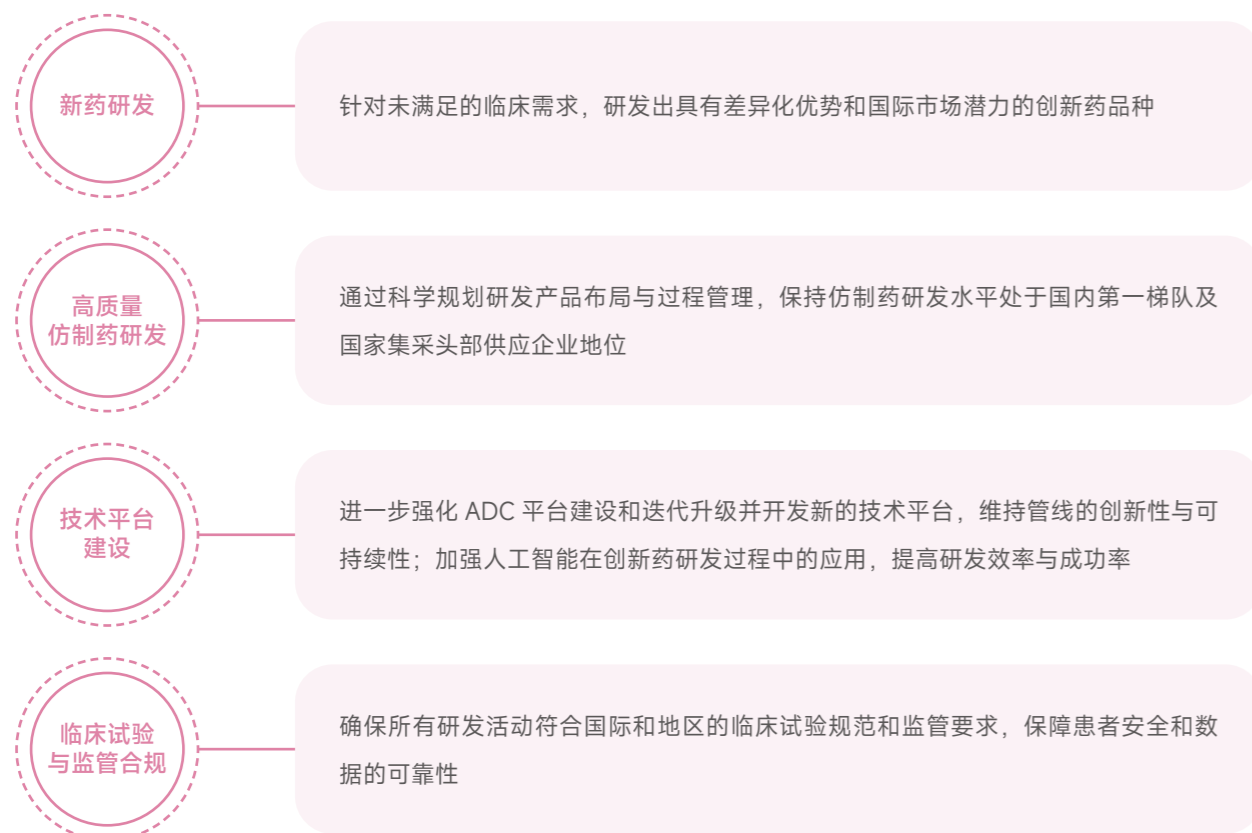 新药研发
针对未满足的临床需求，研发出具有差异化优势和国际市场潜力的创新药品种
高质量
仿制药研发
通过科学规划研发产品布局与过程管理，保持仿制药研发水平处于国内第一梯队及
国家集采头部供应企业地位
技术平台
建设
进一步强化 ADC 平台建设和迭代升级并开发新的技术平台，维持管线的创新性与可
持续性；加强人工智能在创新药研发过程中的应用，提高研发效率与成功率
临床试验
与监管合规
确保所有研发活动符合国际和地区的临床试验规范和监管要求，保障患者安全和数
据的可靠性